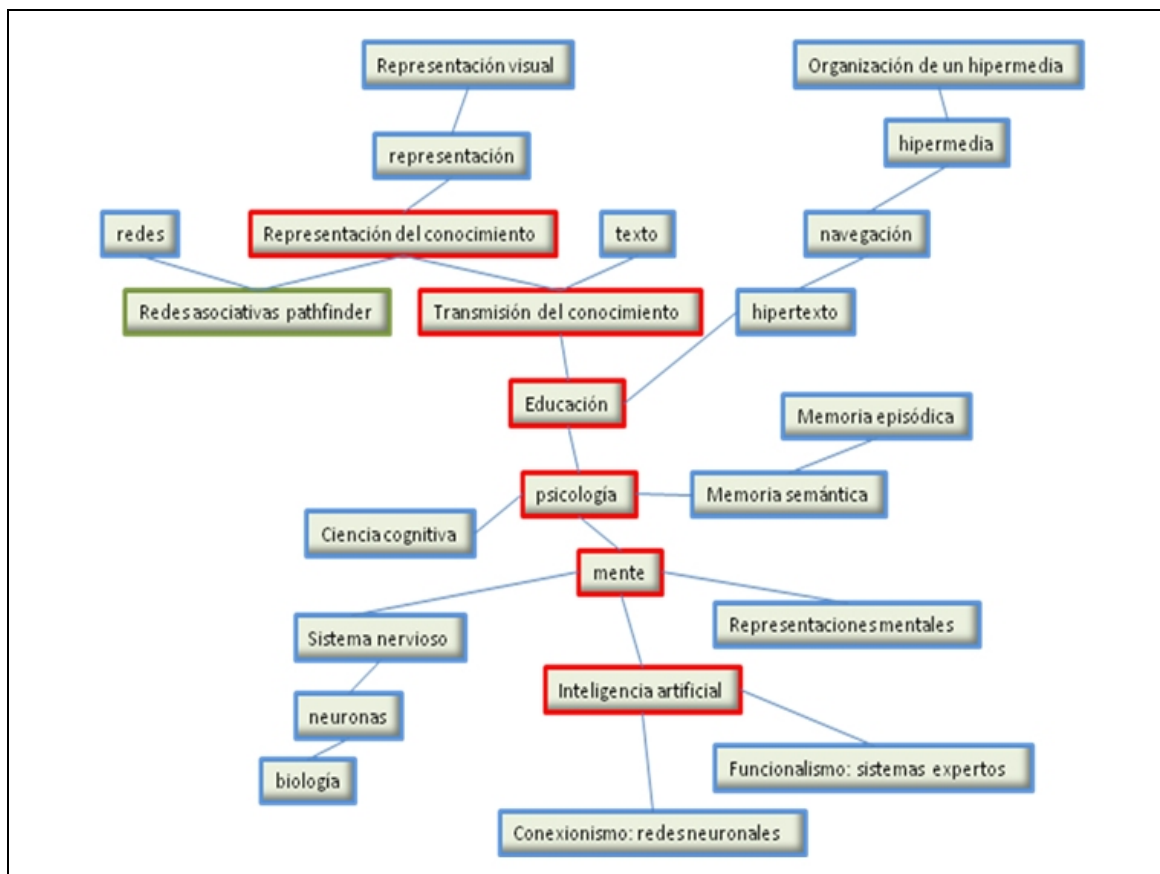 Representación visual
Organización de un hipermedia
representación
hipermedia
redes
Representación del conocimiento
texto
navegación
Redes asociativas pathfinder
Transmisión del conocimiento
hipertexto
Educación
Memoria episódica
psicología
Memoria semántica
Ciencia cognitiva
mente
Sistema nervioso
Representaciones mentales
Inteligencia artificial
neuronas
biología
Funcionalismo: sistemas expertos
Conexionismo: redes neuronales